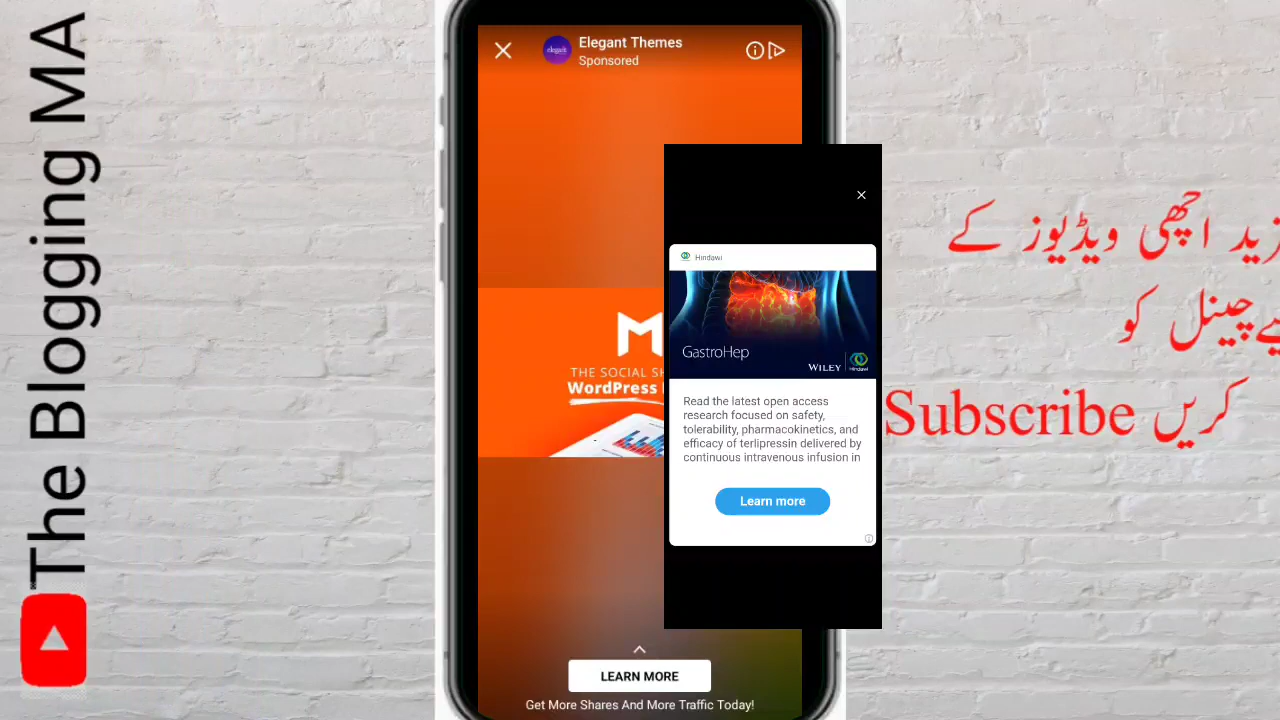 The Blogging MA
Elegant Themes
Sponsored
THE SOCIAL
WordPress
LEARN MORE
Get More Shares And More Traffic Today!
Hindawi
GastroHep
WILEY
Hindawi
Read the latest open access
research focused on safety,
tolerability, pharmacokinetics, and
efficacy of terlipressin delivered by
continuous intravenous infusion in
Learn more
اچھی ویڈیوز کے
چینل کو
Subscribe کریں